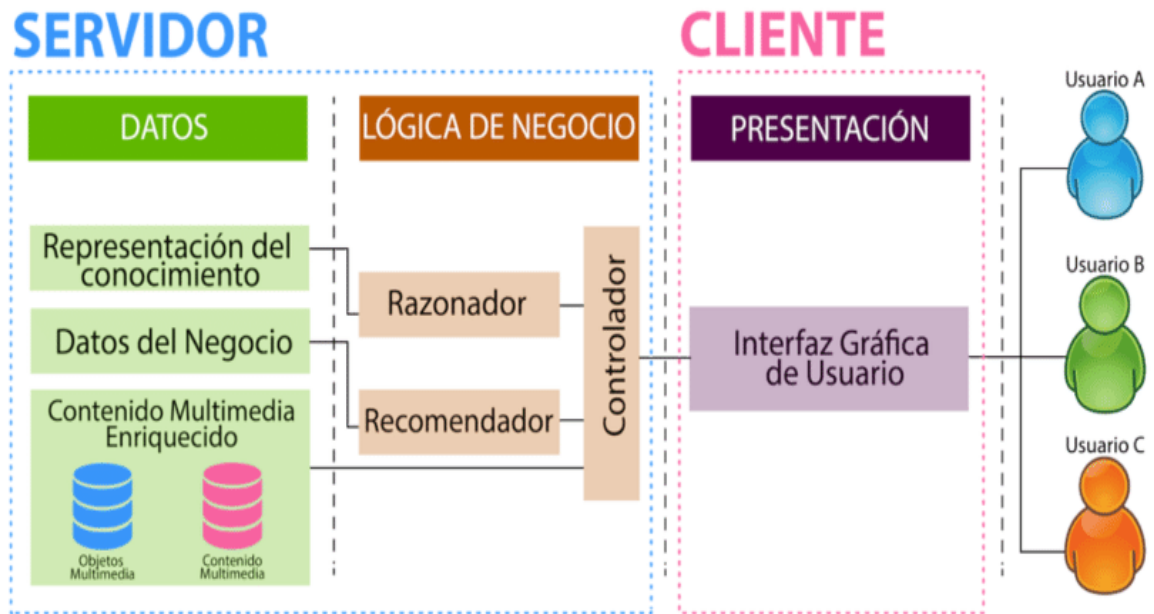 SERVIDOR
CLIENTE
DATOS
LÓGICA DE NEGOCIO
PRESENTACIÓN
Representación del
conocimiento
Datos del Negocio
Contenido Multimedia
Enriquecido
Objetos
Multimedia
Contenido
Multimedia
Razonador
Recomendador
Controlador
Interfaz Gráfica
de Usuario
Usuario A
Usuario B
Usuario C